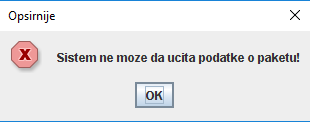 Opsirnije
Sistem ne moze da ucita podatke o paketu!
OK